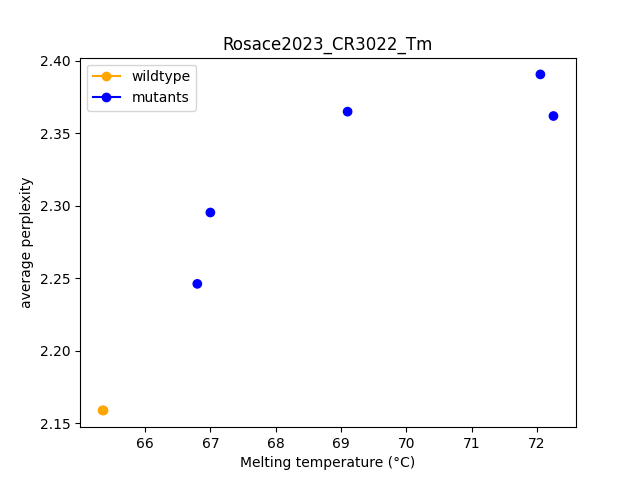 Rosace2023_CR3022_Tm
wildtype
mutants
2.40
2.35
2.30
2.25
2.20
2.15
average perplexity
66 67 68 69 70 71 72
Melting temperature (°C)